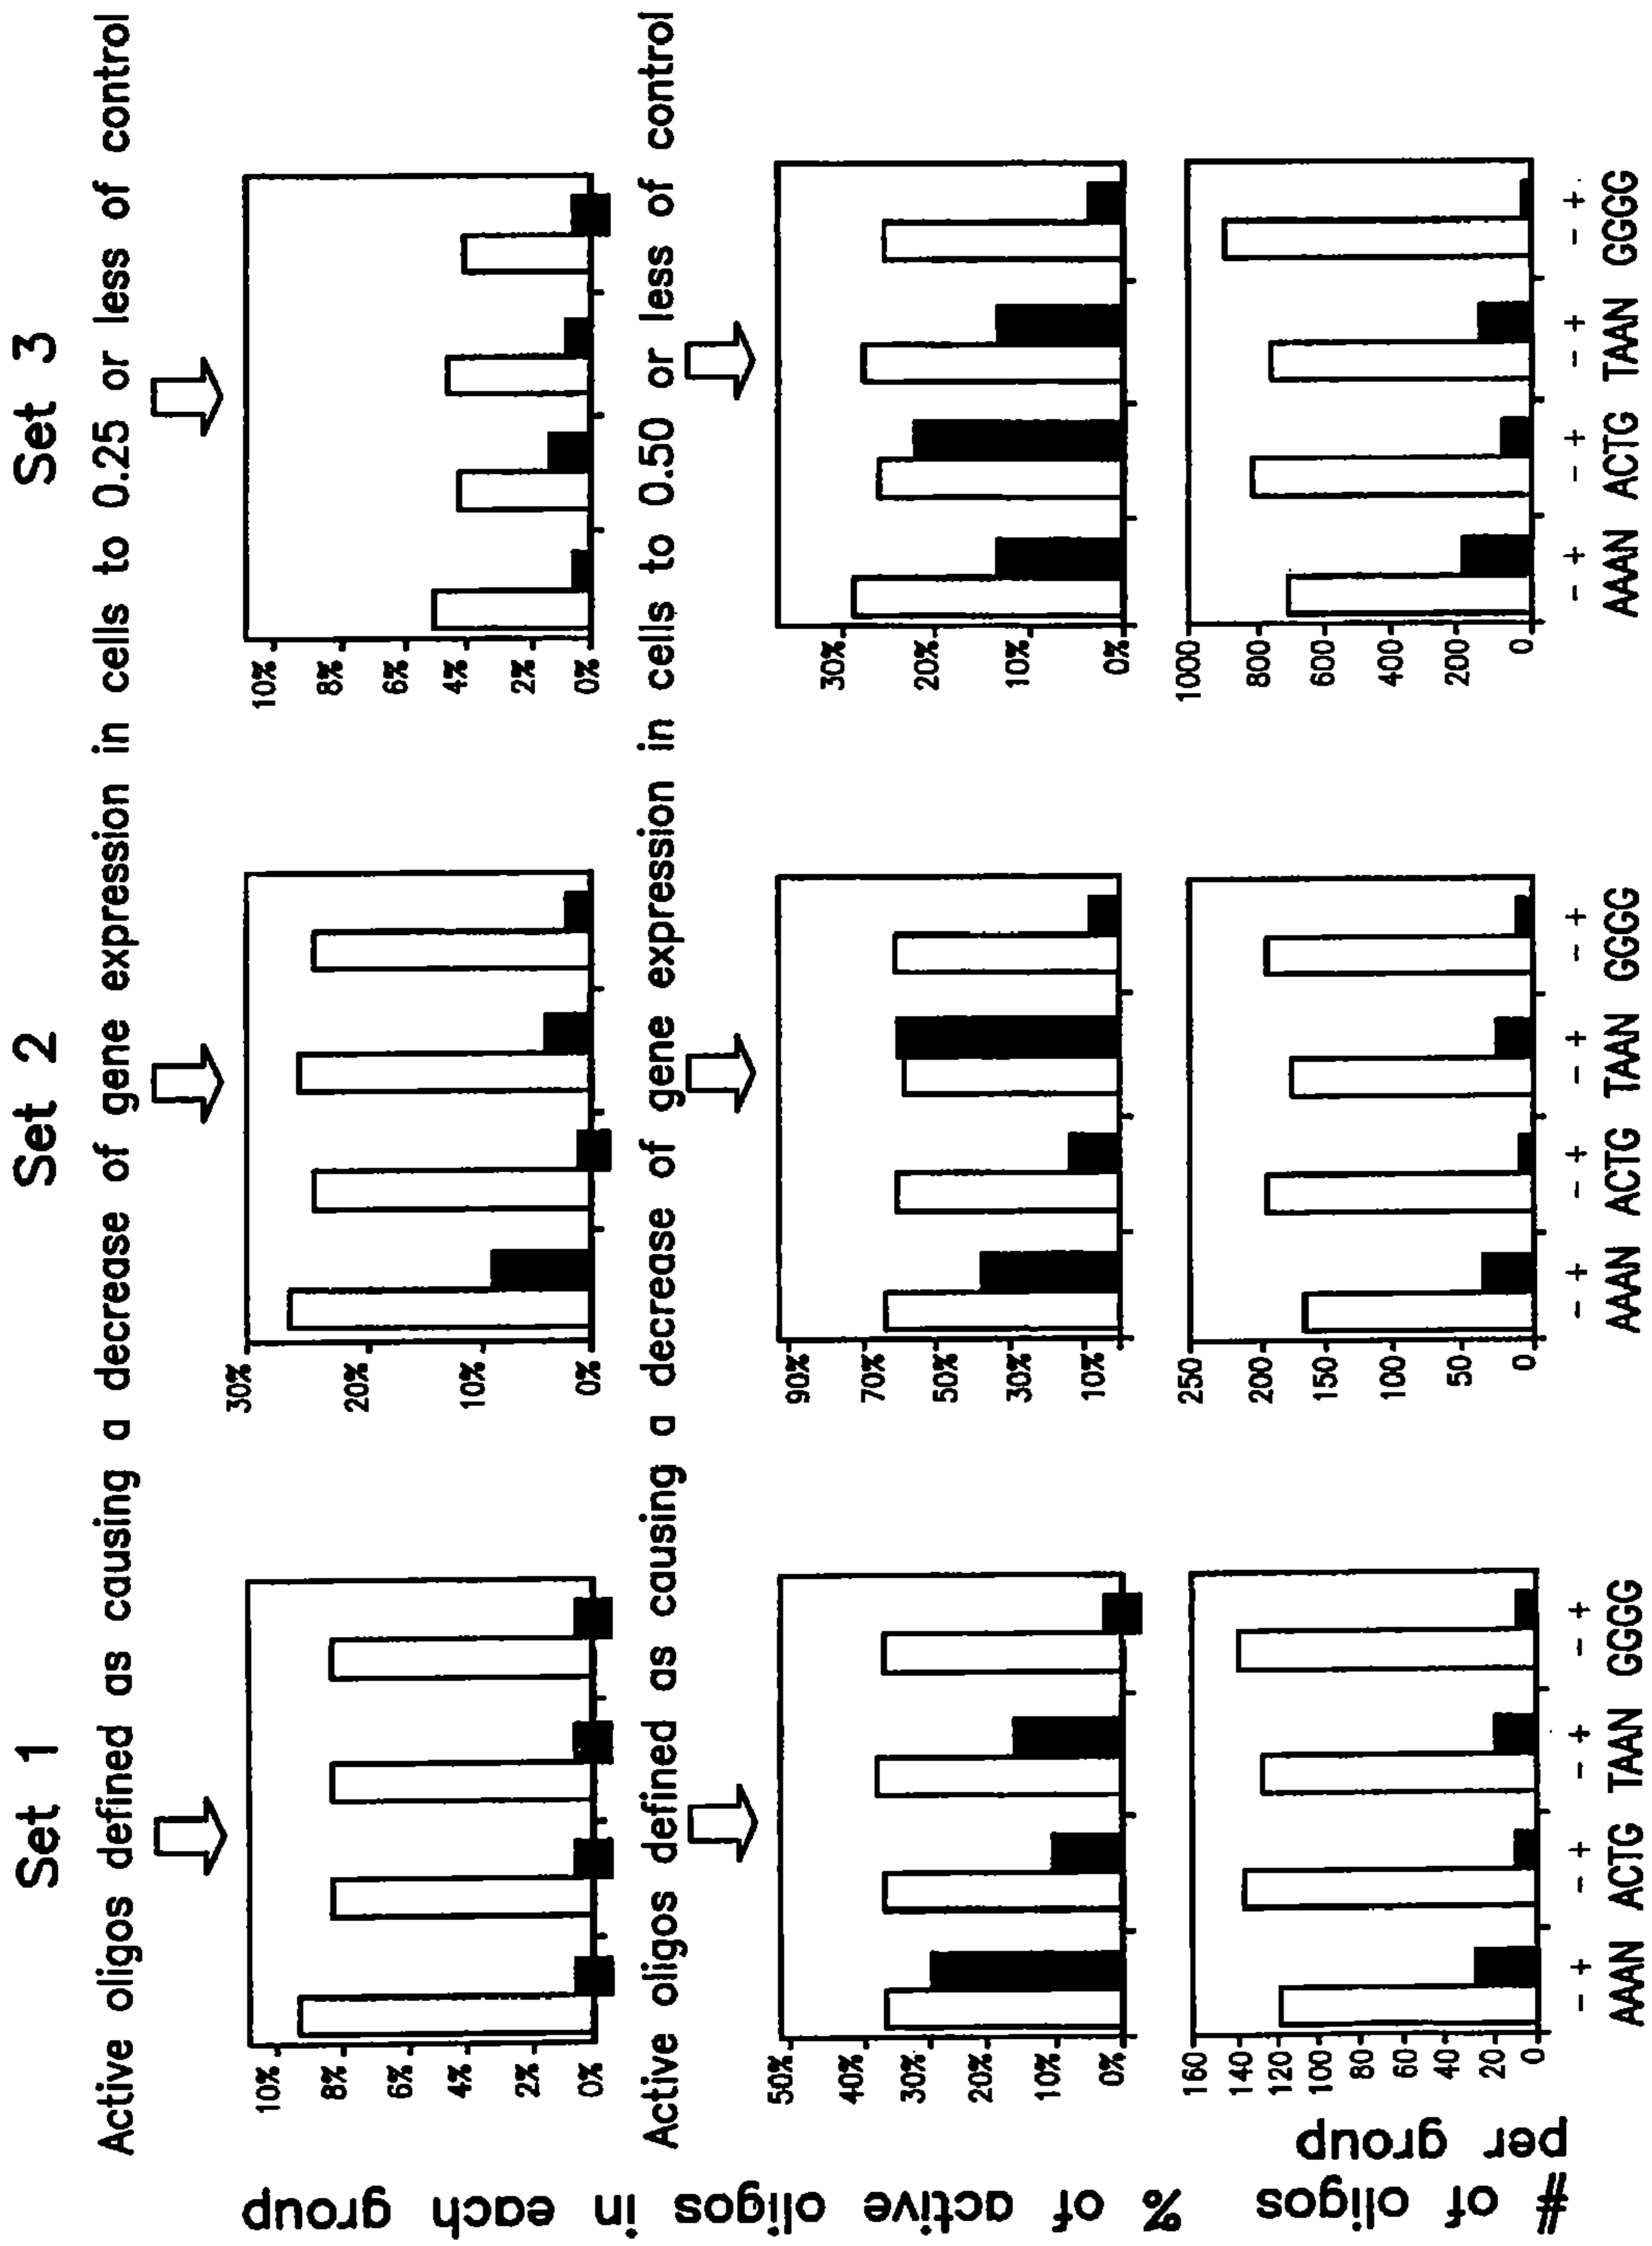 Set 1 Set 2 Set 3
Active oligos defined as causing a decrease of gene expression in cells to 0.25 or less of control
10% 30% 10%
8% 20% 8%
6% 10% 6%
4% 0% 4%
2% 2%
0% 0%
Active oligos defined as causing a decrease of gene expression in cells to 0.50 or less of control
50% 90% 30%
40% 70% 20%
30% 50% 10%
20% 30% 0%
10% 10%
0%
% of active oligos in each group
160 250 1000
140 200 800
120 150 600
100 100 400
80 50 200
60 0 0
40
20
0
# of oligos
per group
- + - + - + - + - + - + - + - + - + - + - + - +
AAAN ACTG TAAN GGGG AAAN ACTG TAAN GGGG AAAN ACTG TAAN GGGG